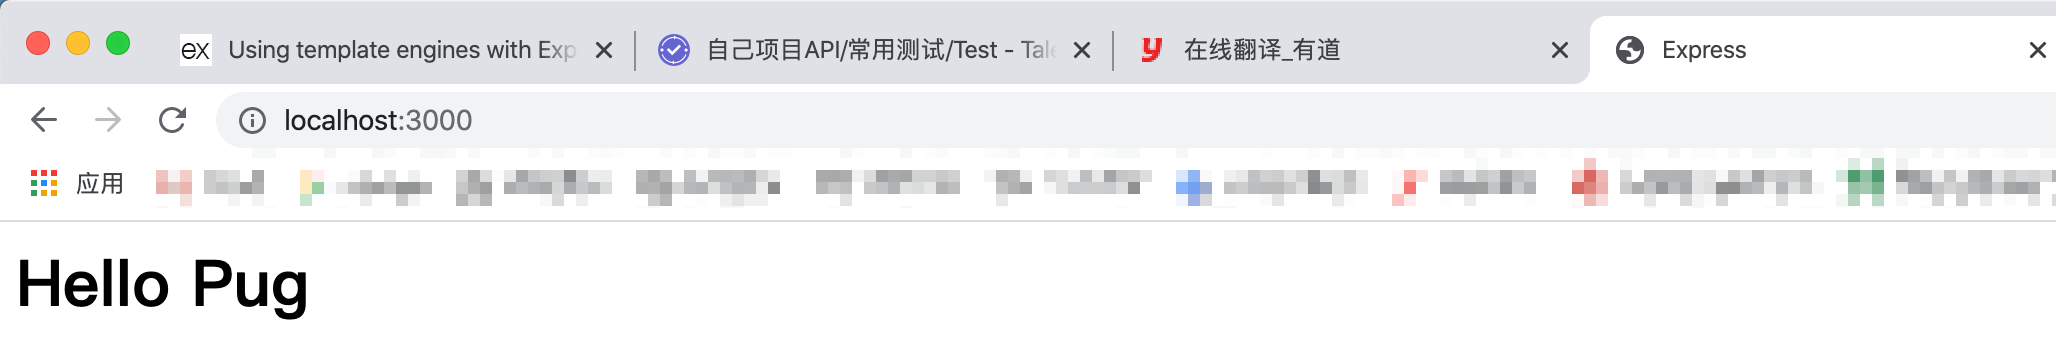 ex Using template engines with Exp 自己项目API/常用测试/Test - Tale 在线翻译_有道 Express
localhost:3000
应用
Hello Pug